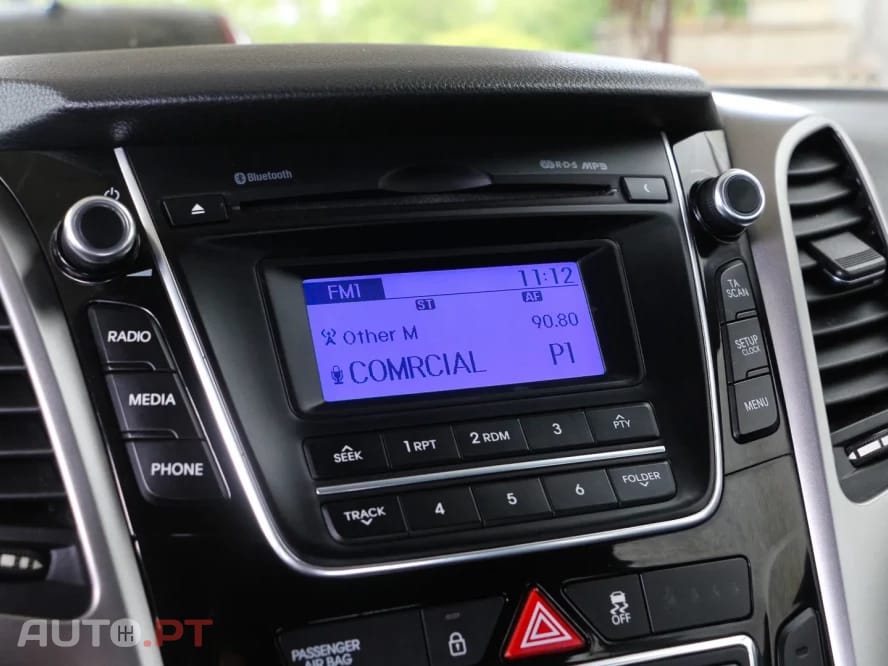 Bluetooth
R·D·S MP3
FM1 11:12
ST AF
Other M 90.80
COMRCIAL P1
RADIO
MEDIA
PHONE
TA
SCAN
SETUP
CLOCK
MENU
SEEK 1 RPT 2 RDM 3 PTY
TRACK 4 5 6 FOLDER
OFF
PASSENGER
AIR BAG
AUTO.PT